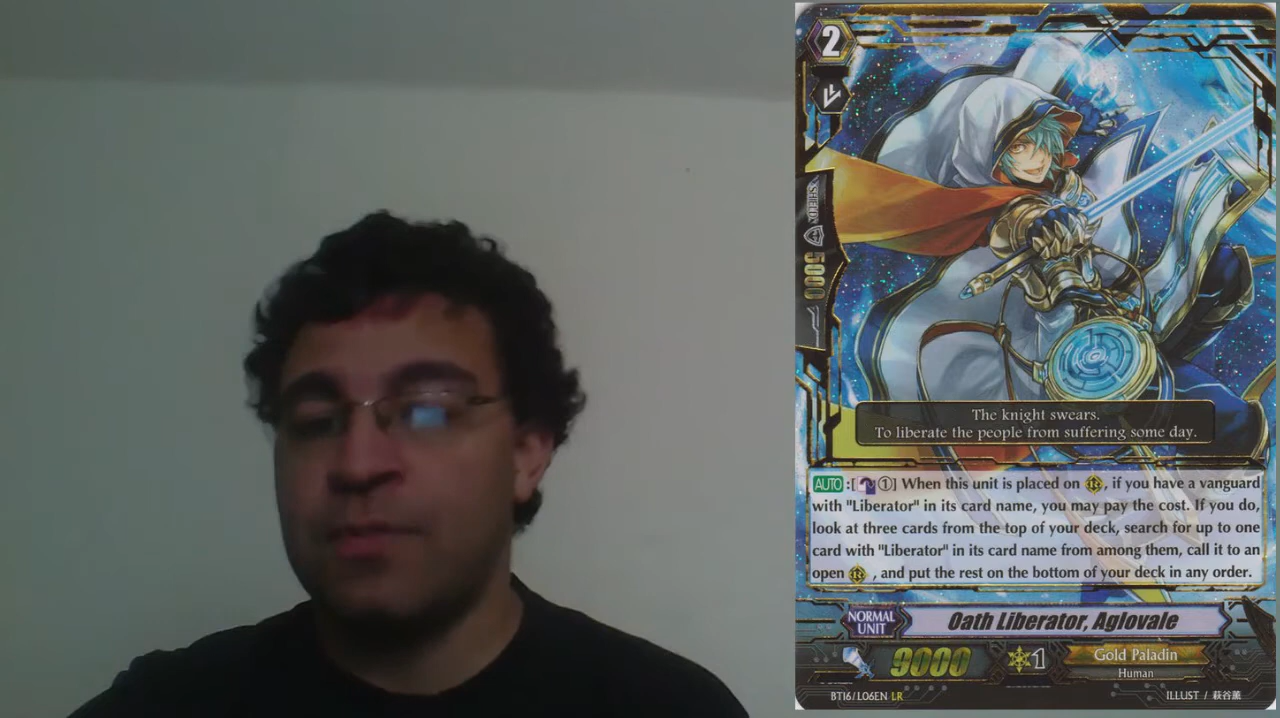 2
SHIELD
5000
The knight swears.
To liberate the people from suffering some day.
AUTO:[①] When this unit is placed on Ⓡ, if you have a vanguard
with "Liberator" in its card name, you may pay the cost. If you do,
look at three cards from the top of your deck, search for up to one
card with "Liberator" in its card name from among them, call it to an
open Ⓡ, and put the rest on the bottom of your deck in any order.
NORMAL
UNIT
Oath Liberator, Aglovale
9000
1
Gold Paladin
Human
BT16/L06EN LR
ILLUST / 萩谷薫